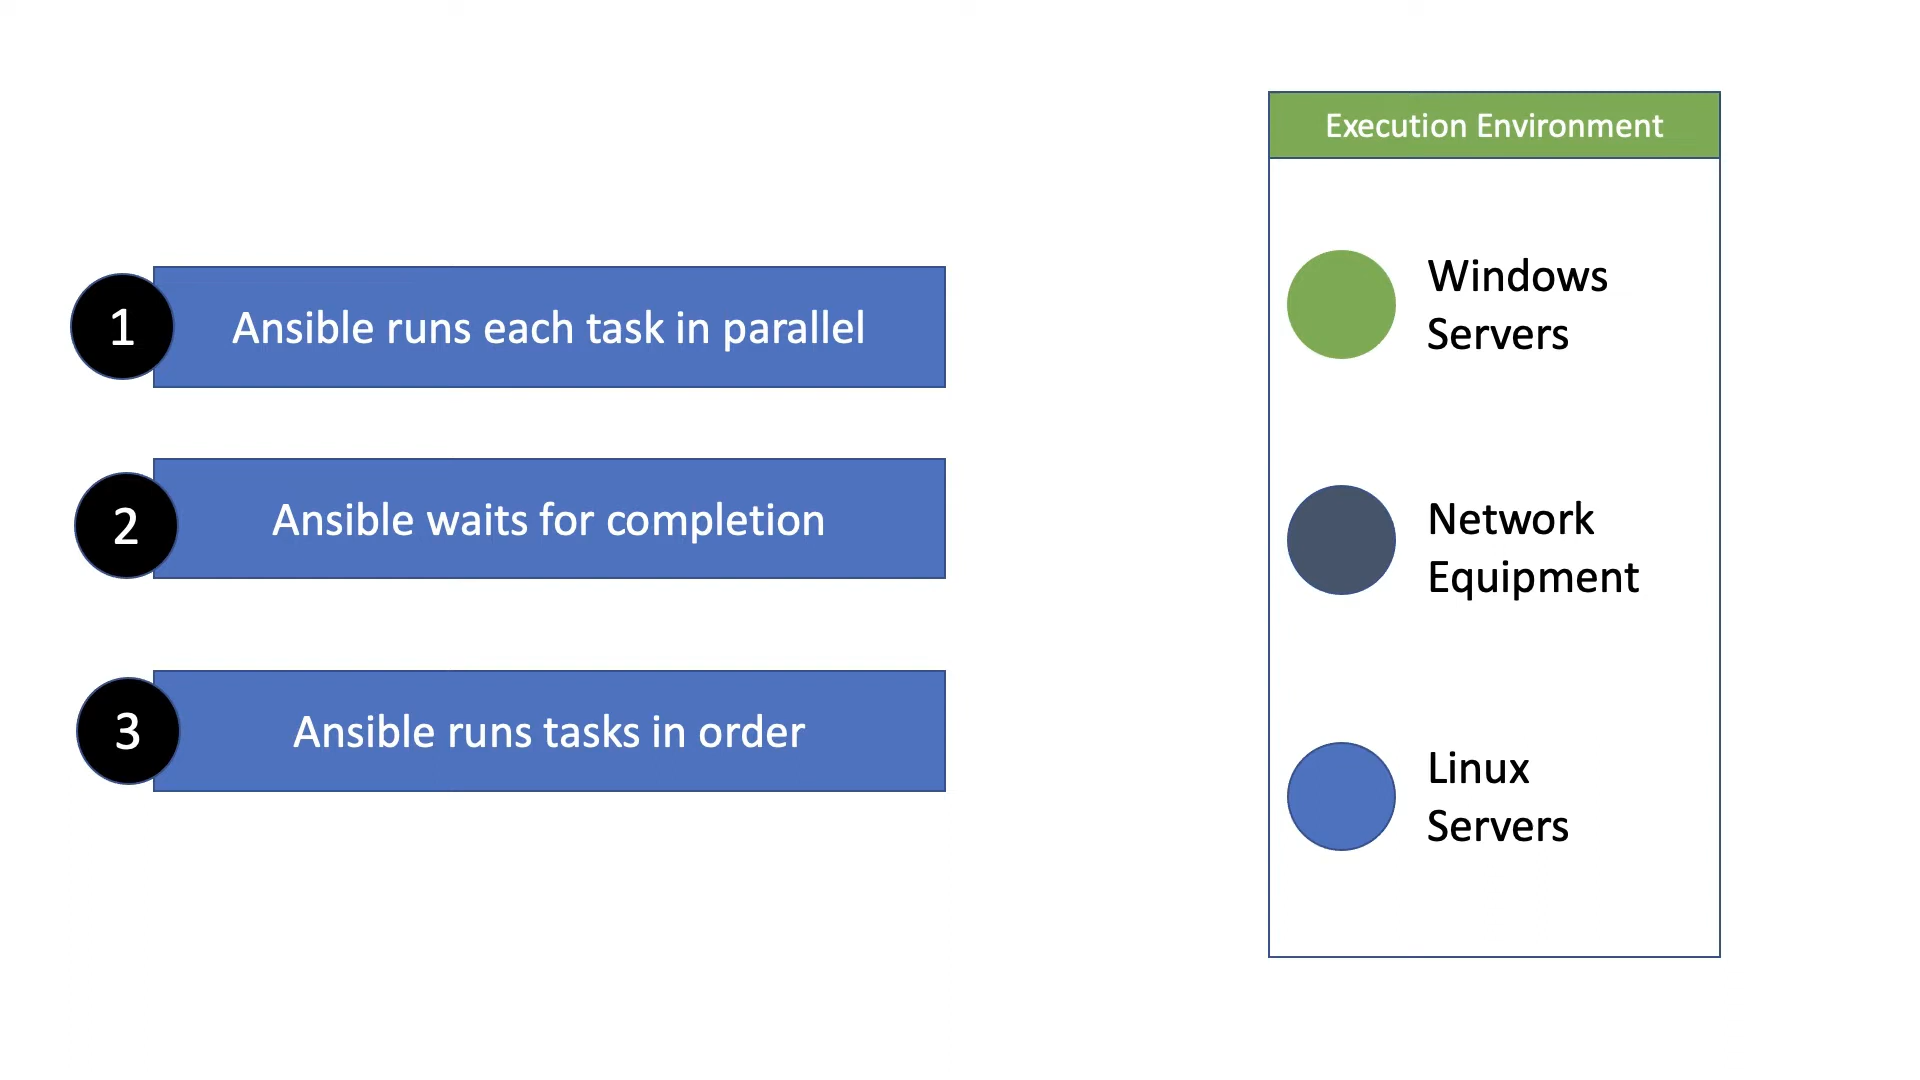 1
Ansible runs each task in parallel
2
Ansible waits for completion
3
Ansible runs tasks in order
Execution Environment
Windows
Servers
Network
Equipment
Linux
Servers